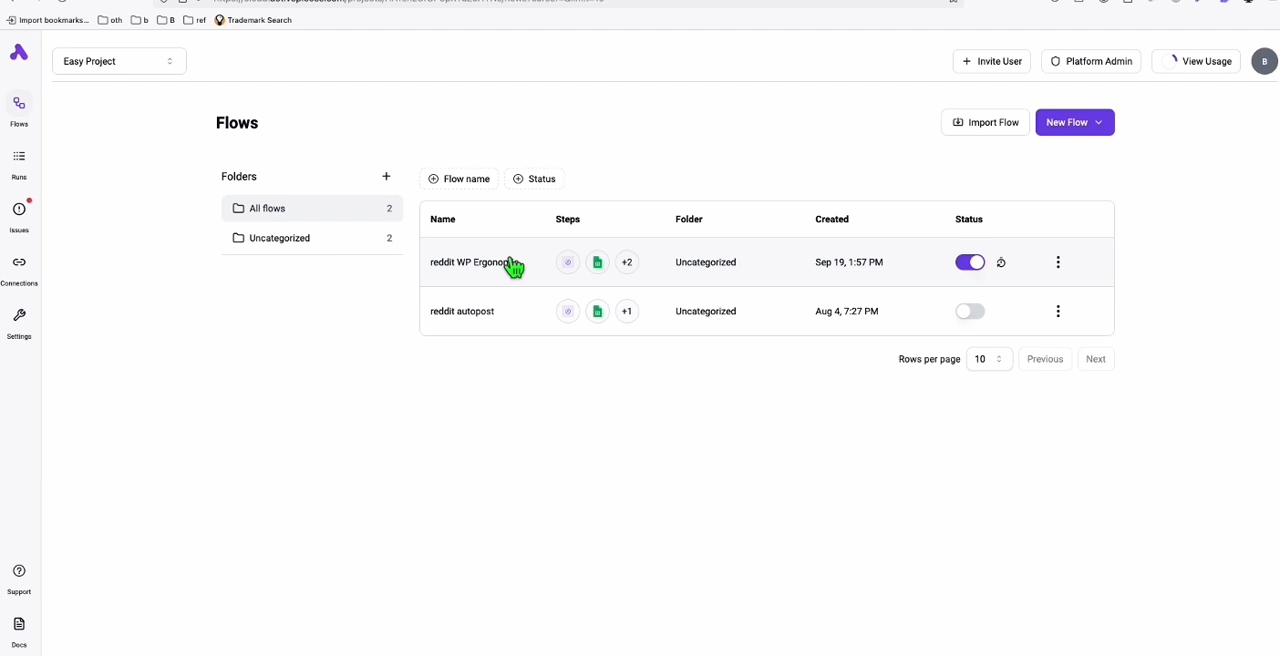 Import bookmarks...
oth
b
B
ref
Trademark Search
Easy Project
Invite User
Platform Admin
View Usage
B
Flows
Runs
Issues
Connections
Settings
Support
Docs
Flows
Import Flow
New Flow
Folders
All flows 2
Uncategorized 2
Flow name
Status
Name Steps Folder Created Status
reddit WP +2 Uncategorized Sep 19, 1:57 PM
reddit autopost +1 Uncategorized Aug 4, 7:27 PM
Rows per page 10 Previous Next